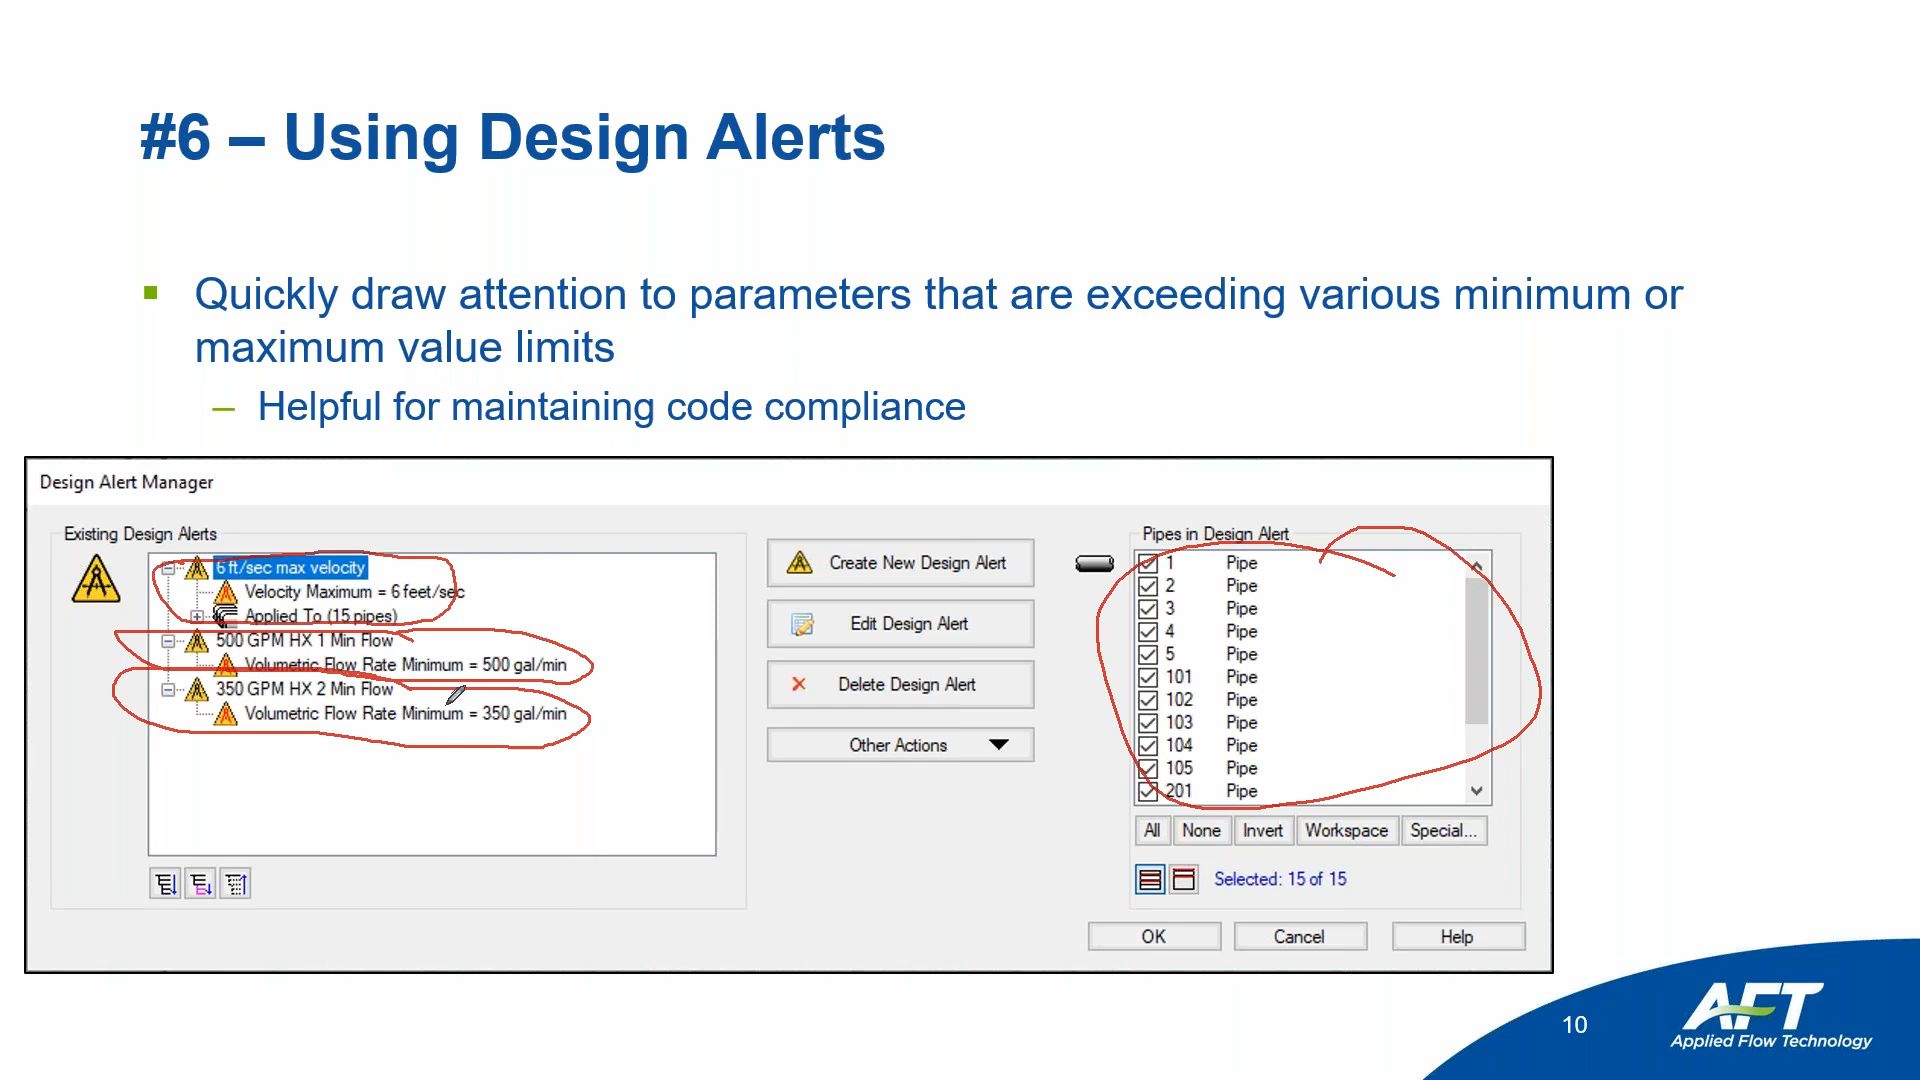 #6 – Using Design Alerts
Quickly draw attention to parameters that are exceeding various minimum or
maximum value limits
– Helpful for maintaining code compliance
Design Alert Manager
Existing Design Alerts
6 ft/sec max velocity
Velocity Maximum = 6 feet/sec
Applied To (15 pipes)
500 GPM HX 1 Min Flow
Volumetric Flow Rate Minimum = 500 gal/min
350 GPM HX 2 Min Flow
Volumetric Flow Rate Minimum = 350 gal/min
Create New Design Alert
Edit Design Alert
Delete Design Alert
Other Actions
Pipes in Design Alert
1 Pipe
2 Pipe
3 Pipe
4 Pipe
5 Pipe
101 Pipe
102 Pipe
103 Pipe
104 Pipe
105 Pipe
201 Pipe
All None Invert Workspace Special...
Selected: 15 of 15
OK Cancel Help
10
AFT
Applied Flow Technology